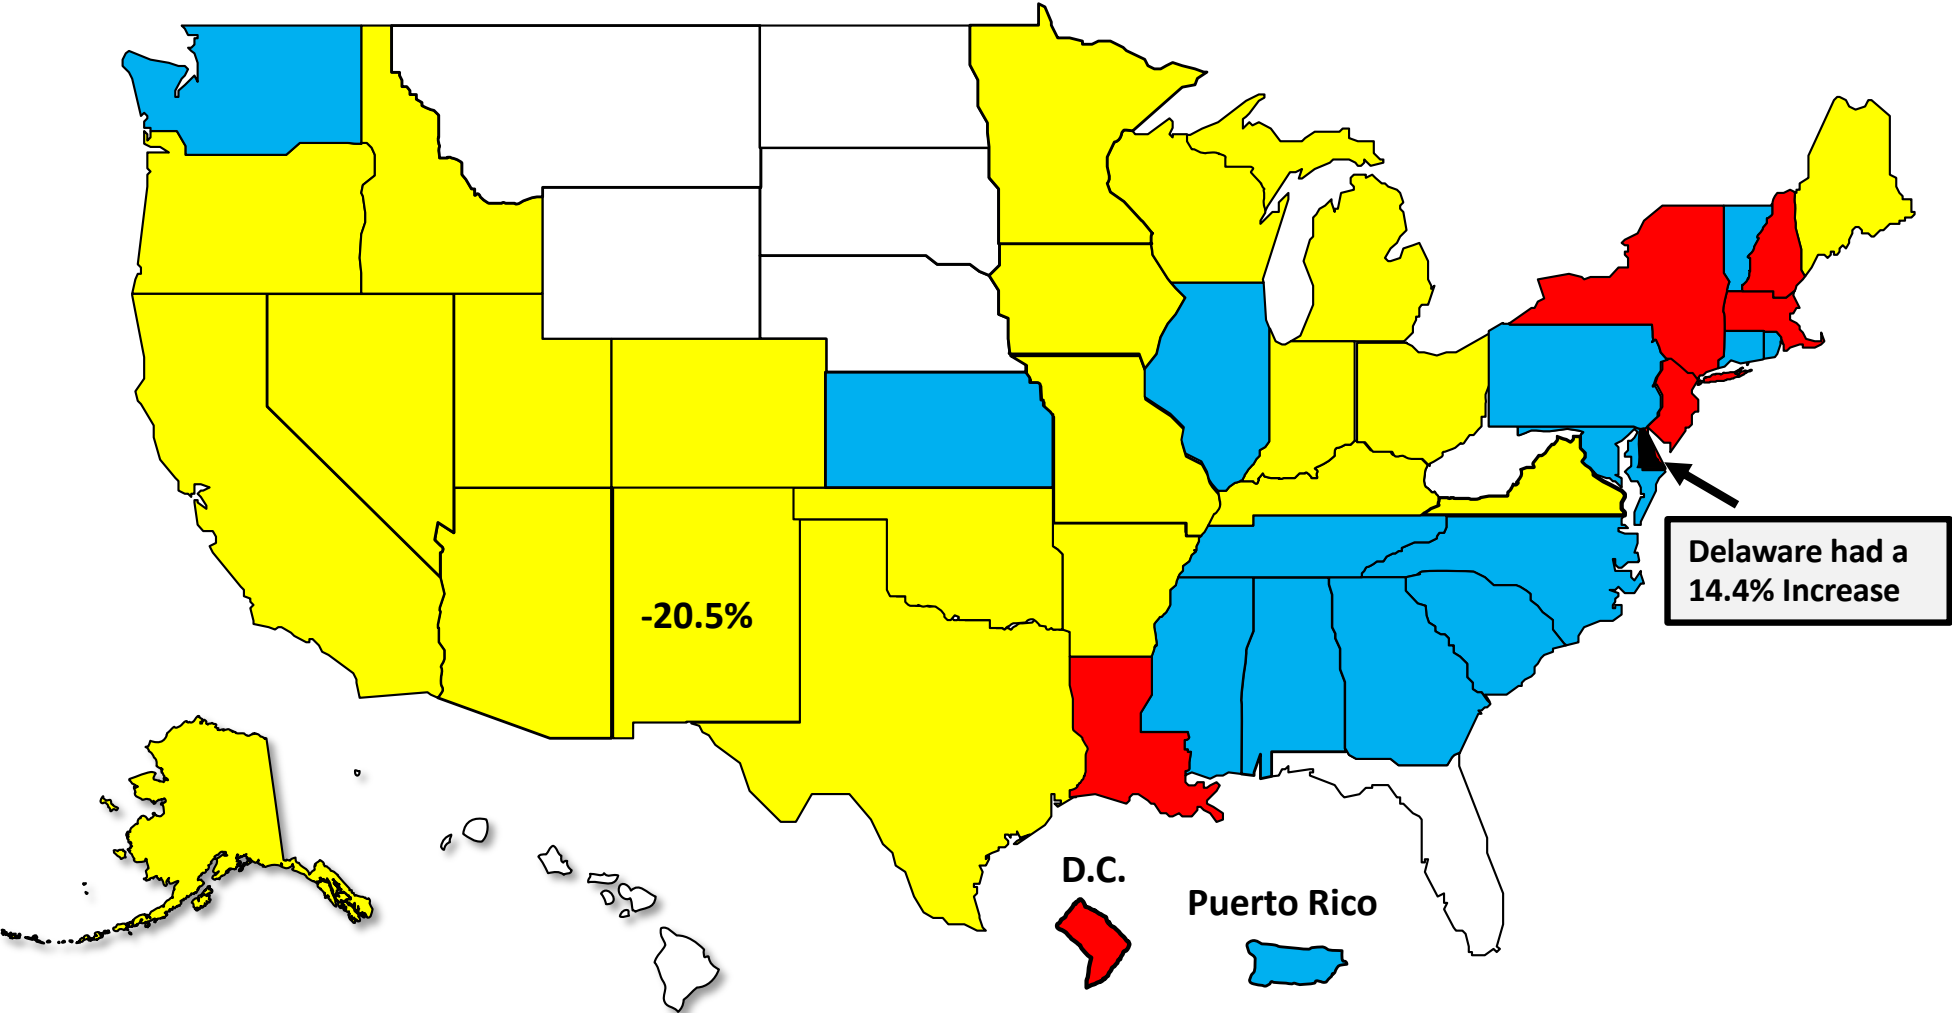 -20.5%
Delaware had a
14.4% Increase
D.C.
Puerto Rico